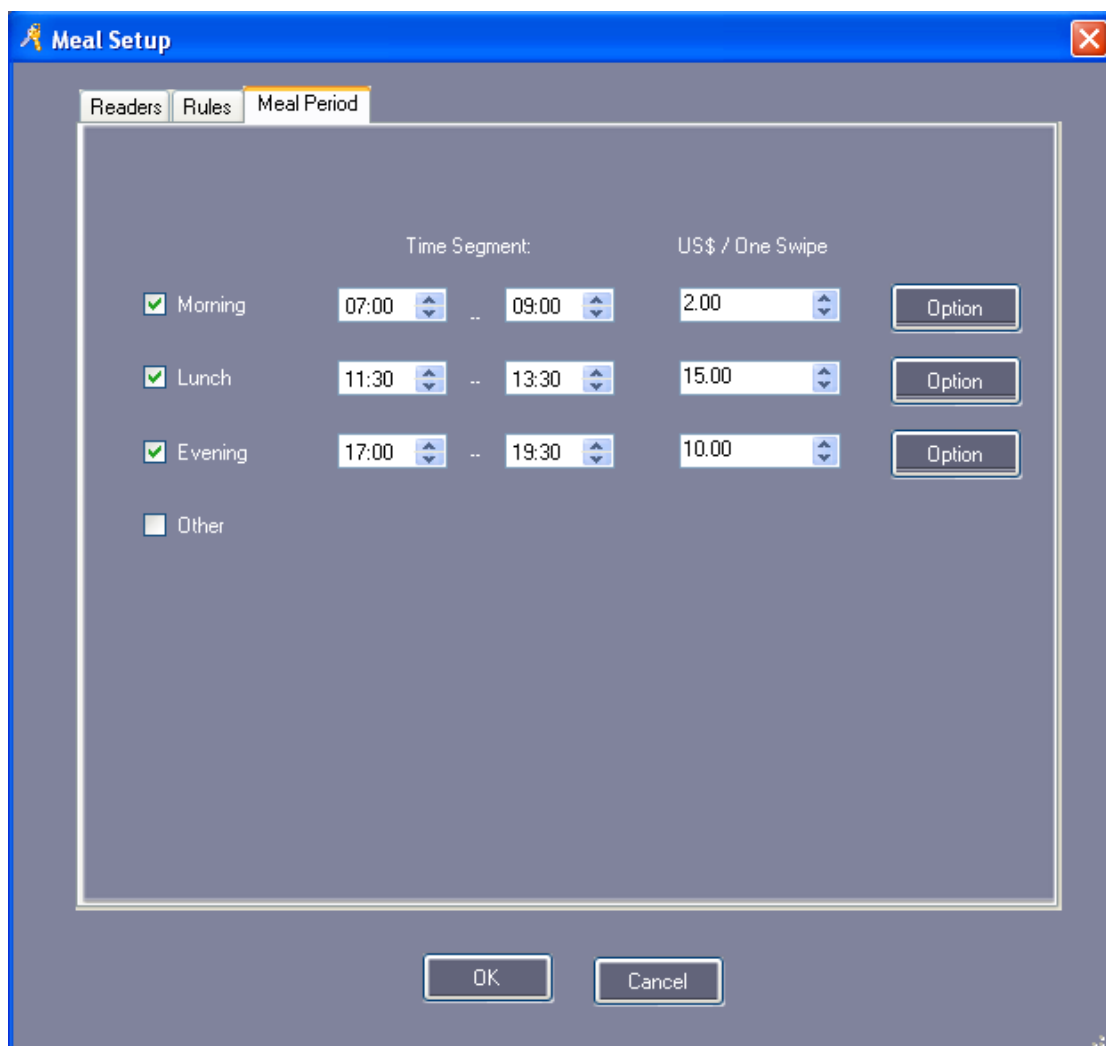 Meal Setup
Readers Rules Meal Period
Time Segment: US$ / One Swipe
Morning 07:00 .. 09:00 2.00 Option
Lunch 11:30 .. 13:30 15.00 Option
Evening 17:00 .. 19:30 10.00 Option
Other
OK Cancel